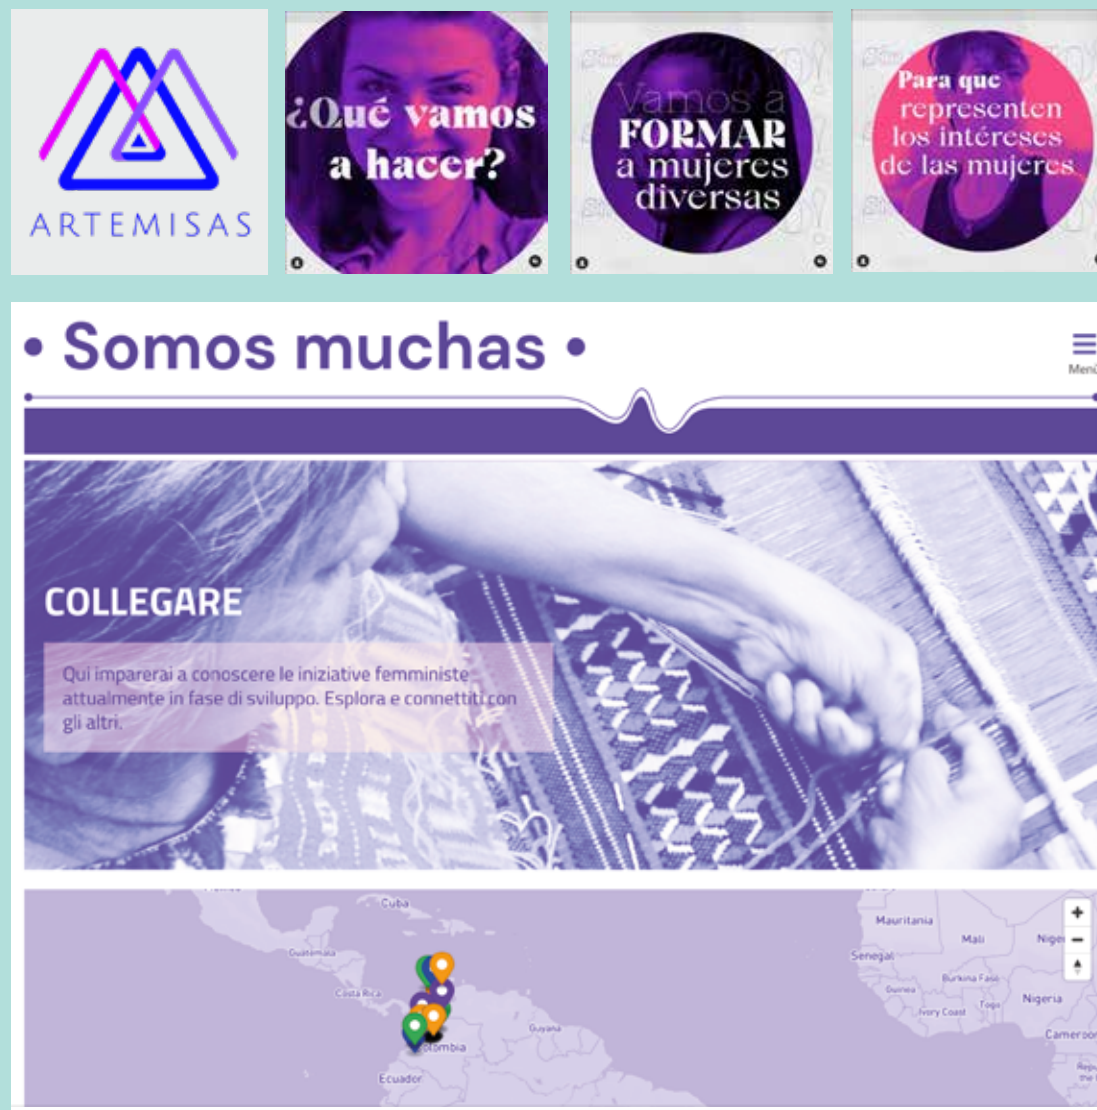 ARTEMISAS
¿Qué vamos
a hacer?
Vamos a
FORMAR
a mujeres
diversas
Para que
representen
los intéreses
de las mujeres
• Somos muchas •
Menú
COLLEGARE
Qui imparerai a conoscere le iniziative femministe
attualmente in fase di sviluppo. Esplora e connettiti con
gli altri.
Cuba
Guatemala
Costa Rica
Guyana
Colombia
Ecuador
Mauritania
Mali
Senegal
Burkina Faso
Guinea
Togo
Nigeria
Ivory Coast
Cameroon